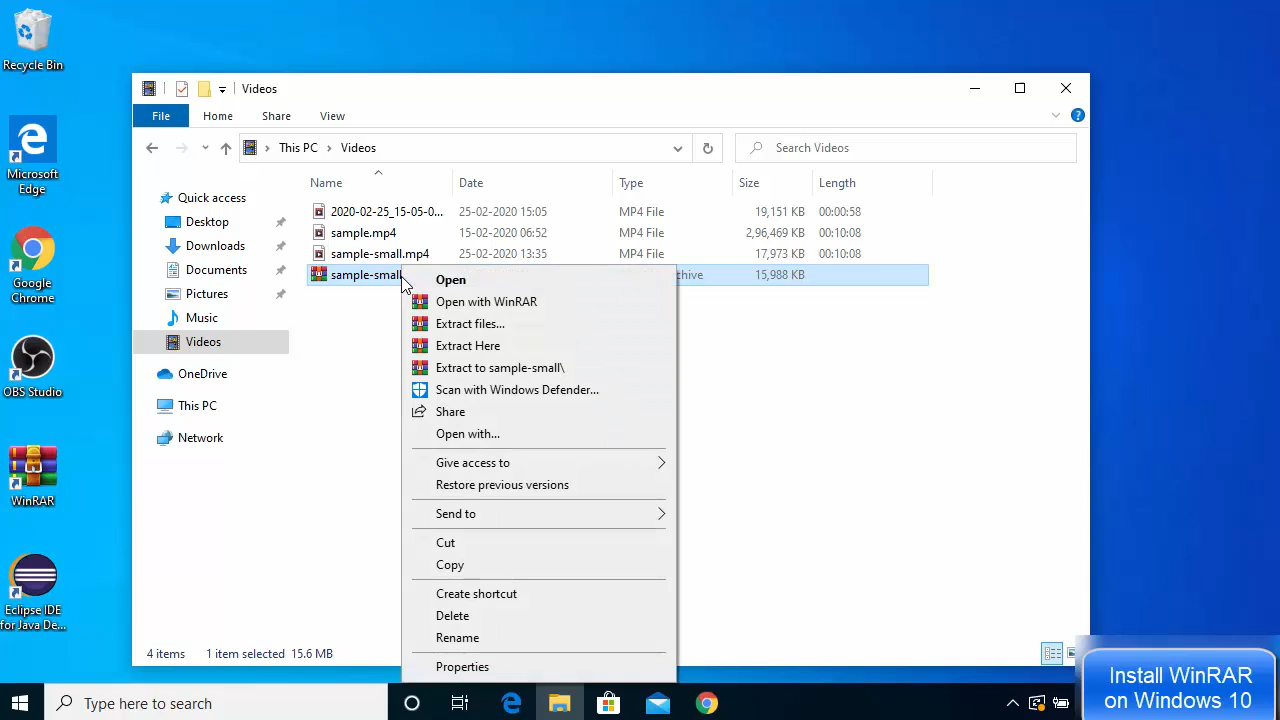 Recycle Bin
Microsoft
Edge
Google
Chrome
OBS Studio
WinRAR
Eclipse IDE
for Java De...
Videos
File Home Share View
This PC Videos
Search Videos
Name Date Type Size Length
2020-02-25_15-05-0... 25-02-2020 15:05 MP4 File 19,151 KB 00:00:58
sample.mp4 15-02-2020 06:52 MP4 File 2,96,469 KB 00:10:08
sample-small.mp4 25-02-2020 13:35 MP4 File 17,973 KB 00:10:08
sample-small 15,988 KB
Quick access
Desktop
Downloads
Documents
Pictures
Music
Videos
OneDrive
This PC
Network
Open
Open with WinRAR
Extract files...
Extract Here
Extract to sample-small\
Scan with Windows Defender...
Share
Open with...
Give access to
Restore previous versions
Send to
Cut
Copy
Create shortcut
Delete
Rename
Properties
4 items 1 item selected 15.6 MB
Type here to search
Install WinRAR
on Windows 10